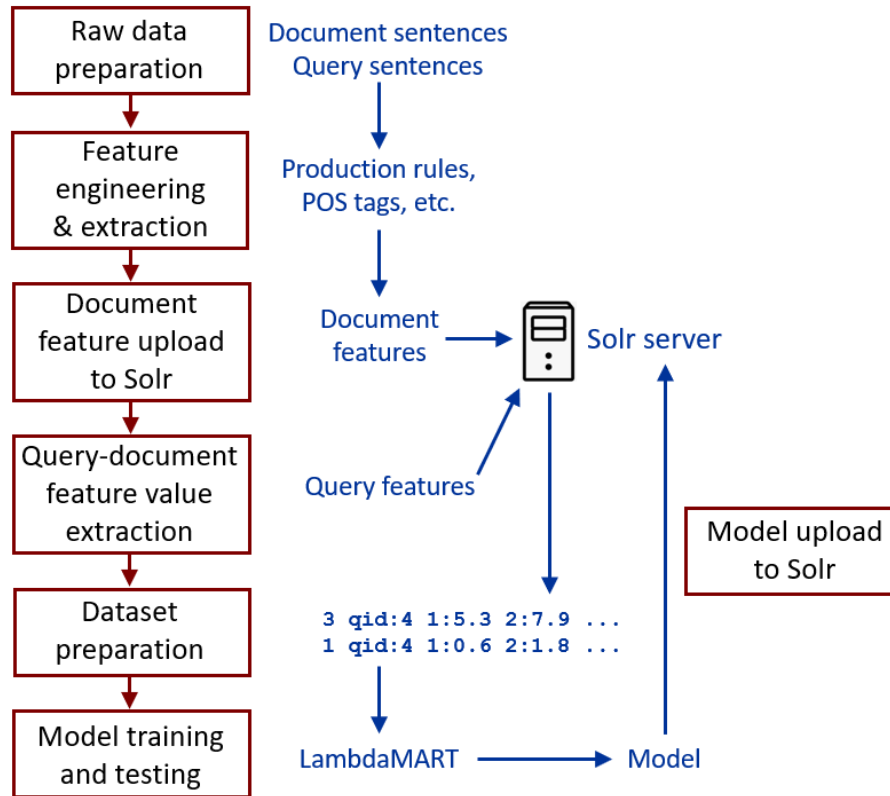 Raw data
preparation
Document sentences
Query sentences
Feature
engineering
& extraction
Production rules,
POS tags, etc.
Document
feature upload
to Solr
Document
features
Solr server
Query-document
feature value
extraction
Query features
Model upload
to Solr
Dataset
preparation
3 qid:4 1:5.3 2:7.9 ...
1 qid:4 1:0.6 2:1.8 ...
Model training
and testing
LambdaMART
Model